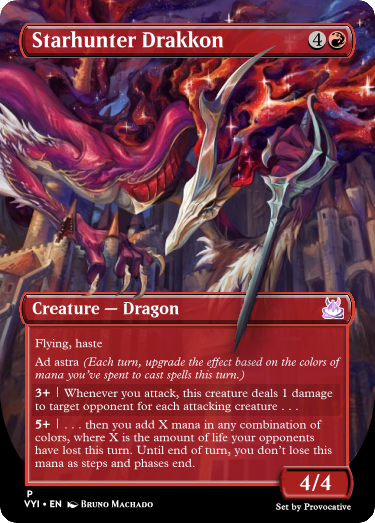 Starhunter Drakkon 4
Creature — Dragon
Flying, haste
Ad astra (Each turn, upgrade the effect based on the colors of
mana you've spent to cast spells this turn.)
3+ | Whenever you attack, this creature deals 1 damage
to target opponent for each attacking creature . . .
5+ | . . . then you add X mana in any combination of
colors, where X is the amount of life your opponents
have lost this turn. Until end of turn, you don't lose this
mana as steps and phases end.
4/4
P
VYI • EN Bruno Machado
Set by Provocative